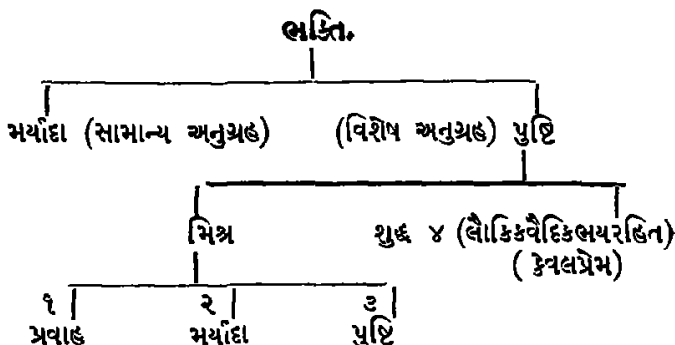 ભક્તિ.
મર્યાદા (સામાન્ય અનુગ્રહ) (વિશેષ અનુગ્રહ) પુષ્ટિ
મિશ્ર શુદ્ધ ૪ (લૌકિકવૈદિકભયરહિત)
( કેવલપ્રેમ)
૧ ૨ ૩
પ્રવાહ મર્યાદા પુષ્ટિ